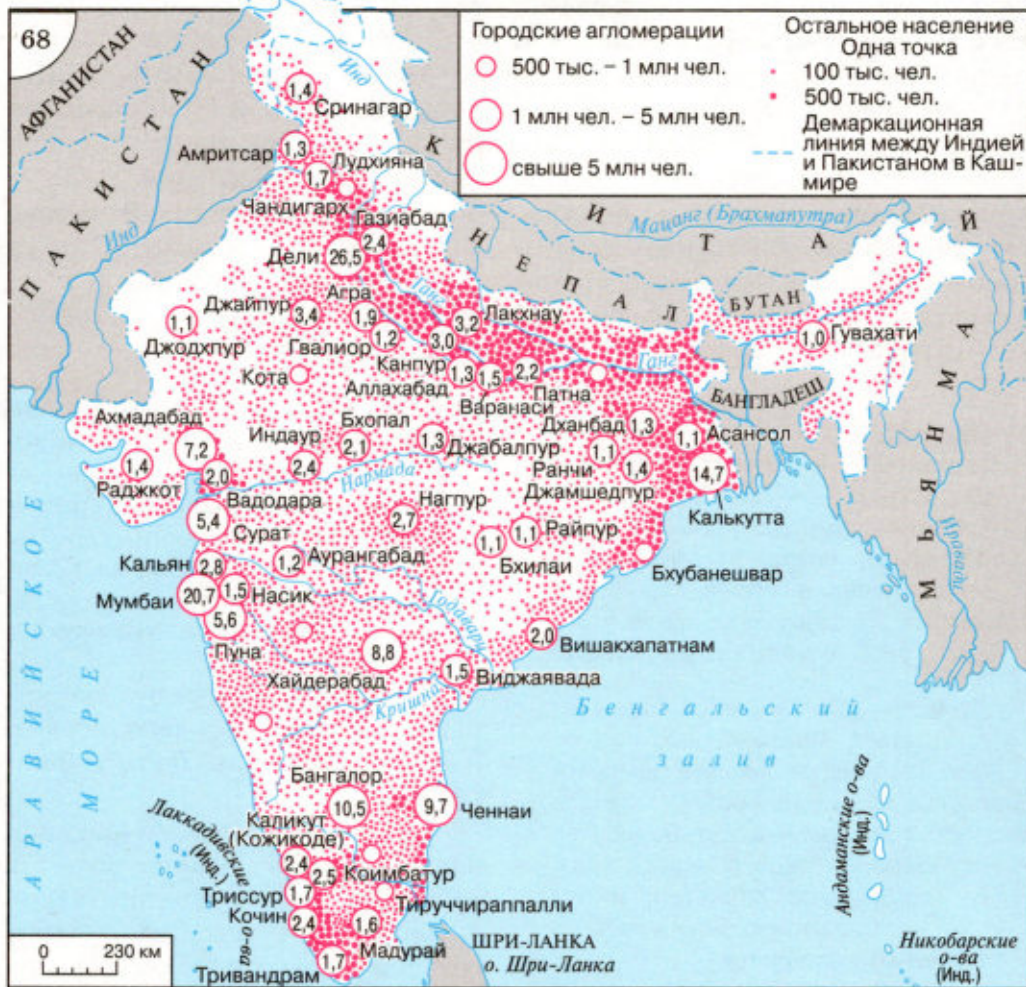 68
Городские агломерации
500 тыс. – 1 млн чел.
1 млн чел. – 5 млн чел.
свыше 5 млн чел.
Остальное население
Одна точка
100 тыс. чел.
500 тыс. чел.
Демаркационная
линия между Индией
и Пакистаном в Каш-
мире
АФГАНИСТАН
ПАКИСТАН
КИТАЙ
НЕПАЛ
БУТАН
БАНГЛАДЕШ
МЬЯНМА
Инд
Инд
Мацанг (Брахмапутра)
1,4
Сринагар
1,3
Амритсар
Лудхияна
1,7
Чандигарх
Газиабад
2,4
Дели
26,5
Ганг
Агра
Джайпур
3,4
1,9
Лакхнау
3,2
1,1
Джодхпур
Гвалиор
1,2
3,0
Канпур
Ганг
1,0
Гувахати
Кота
1,3
Аллахабад
1,5
Варанаси
2,2
Патна
Ахмадабад
7,2
Бхопал
2,1
1,3
Джабалпур
Дханбад
1,3
1,1
Асансол
Индаур
2,4
1,4
Раджкот
2,0
Вадодара
Нармада
Ранчи
1,1
1,4
Джамшедпур
14,7
Калькутта
5,4
Сурат
Нагпур
2,7
1,1
Райпур
1,1
Бхилаи
Бхубанешвар
Кальян
2,8
1,2
Аурангабад
Мумбаи
20,7
1,5
Насик
5,6
Пуна
Годавари
8,8
Хайдерабад
2,0
Вишакхапатнам
1,5
Виджаявада
Кришна
Иравади
АРАВИЙСКОЕ
МОРЕ
Бенгальский
залив
Бангалор
10,5
9,7
Ченнаи
Каликут
(Кожикоде)
2,4
2,5
Коимбатур
Лаккадивские
о-ва
(Инд.)
1,7
Триссур
Тируччираппалли
Кочин
2,4
1,6
Мадурай
1,7
Тривандрам
ШРИ-ЛАНКА
о. Шри-Ланка
Андаманские о-ва
(Инд.)
Никобарские
о-ва
(Инд.)
0 230 км